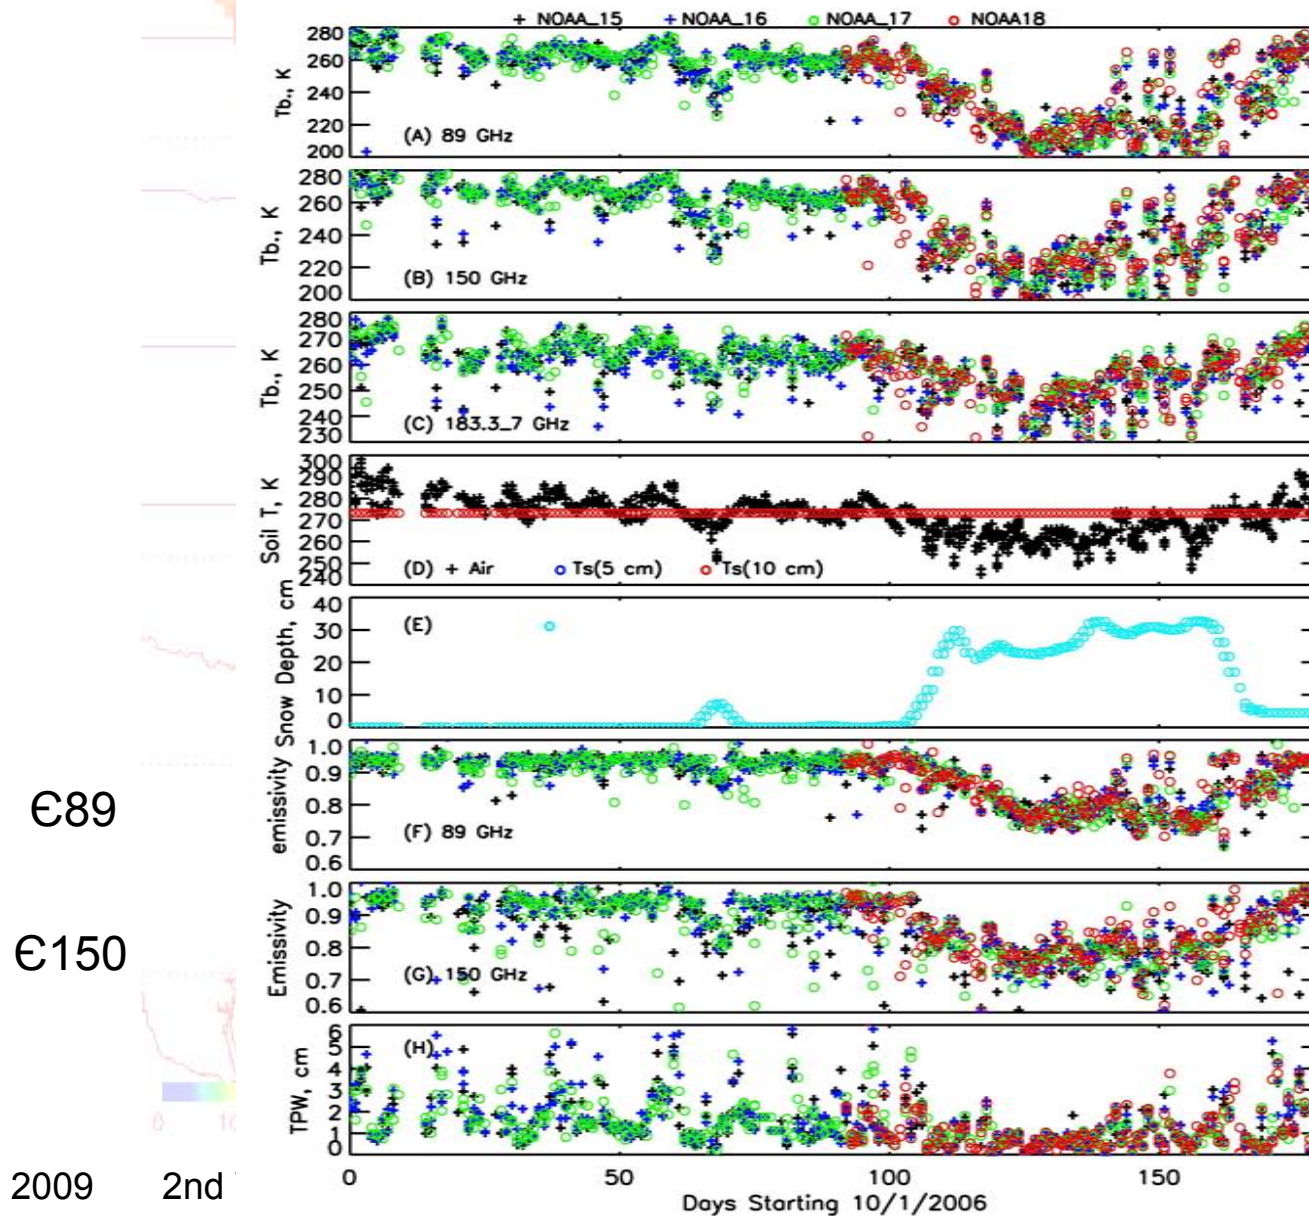 + NOAA_15 + NOAA_16 o NOAA_17 o NOAA18
280
260
240
220
200
Tb., K
(A) 89 GHz
280
260
240
220
200
Tb., K
(B) 150 GHz
280
270
260
250
240
230
Tb., K
(C) 183.3_7 GHz
300
290
280
270
260
250
240
Soil T, K
(D) + Air o Ts(5 cm) o Ts(10 cm)
40
30
20
10
0
Snow Depth, cm
(E)
1.0
0.9
0.8
0.7
0.6
emissivity
(F) 89 GHz
Є89
1.0
0.9
0.8
0.7
0.6
Emissivity
(G) 150 GHz
Є150
6
5
4
3
2
1
0
TPW, cm
(H)
0 10
0 50 100 150
Days Starting 10/1/2006
2009 2nd